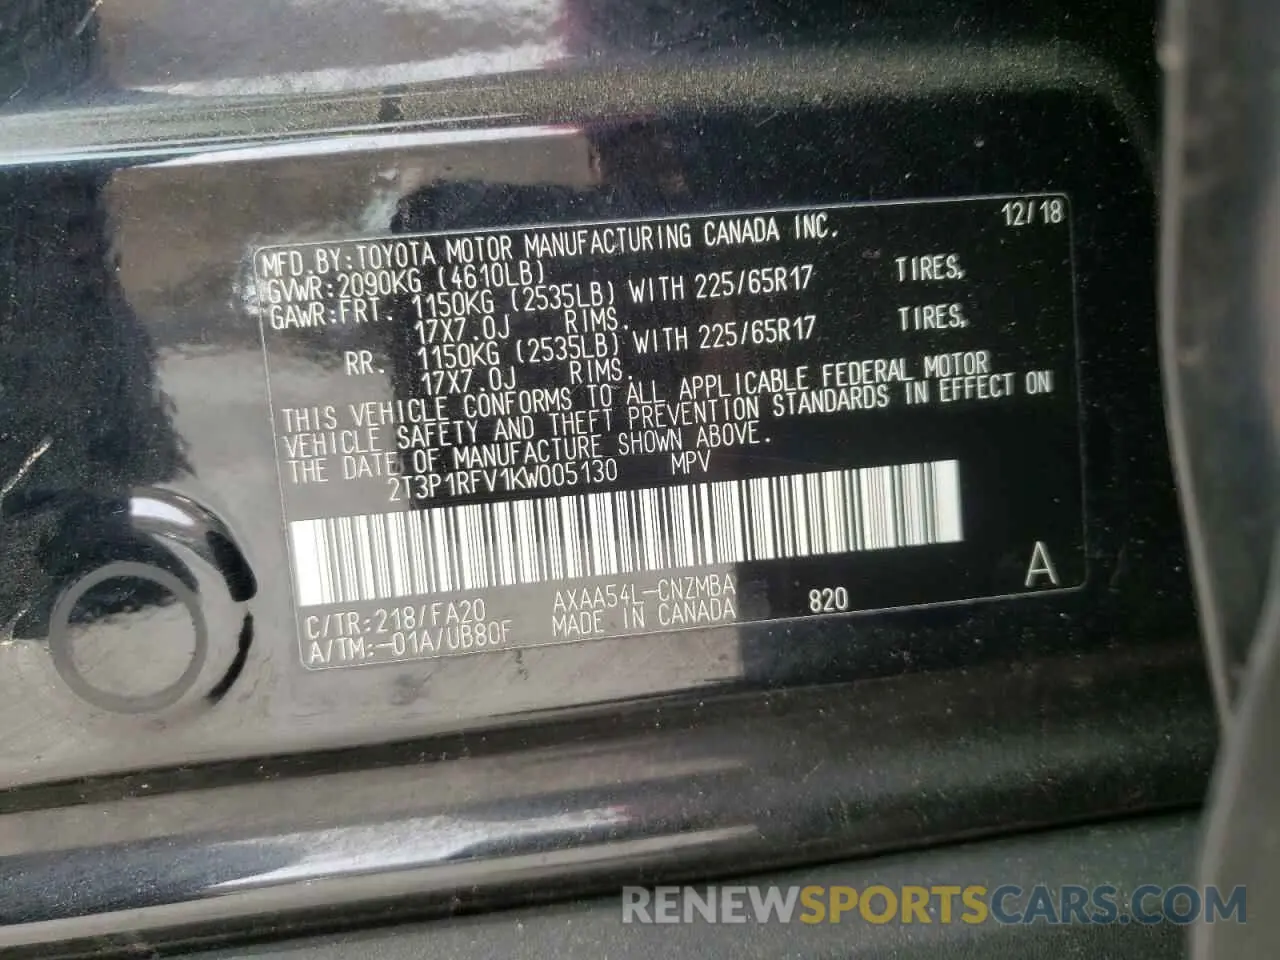 MFD.BY:TOYOTA MOTOR MANUFACTURING CANADA INC. 12/18
GVWR:2090KG (4610LB)
GAWR:FRT. 1150KG (2535LB) WITH 225/65R17 TIRES,
17X7.0J RIMS.
RR. 1150KG (2535LB) WITH 225/65R17 TIRES,
17X7.0J RIMS.
THIS VEHICLE CONFORMS TO ALL APPLICABLE FEDERAL MOTOR
VEHICLE SAFETY AND THEFT PREVENTION STANDARDS IN EFFECT ON
THE DATE OF MANUFACTURE SHOWN ABOVE.
2T3P1RFV1KW005130 MPV
C/TR:218/FA20 AXAA54L-CNZMBA 820 A
A/TM:-01A/UB80F MADE IN CANADA
RENEWSPORTSCARS.COM